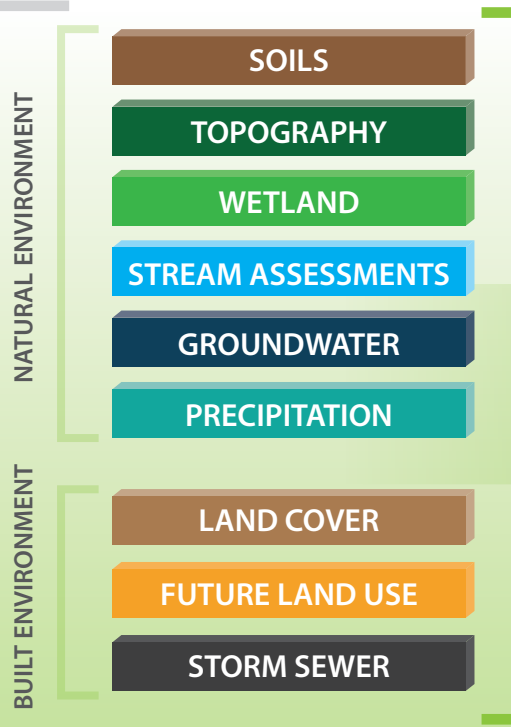 NATURAL ENVIRONMENT
SOILS
TOPOGRAPHY
WETLAND
STREAM ASSESSMENTS
GROUNDWATER
PRECIPITATION
BUILT ENVIRONMENT
LAND COVER
FUTURE LAND USE
STORM SEWER